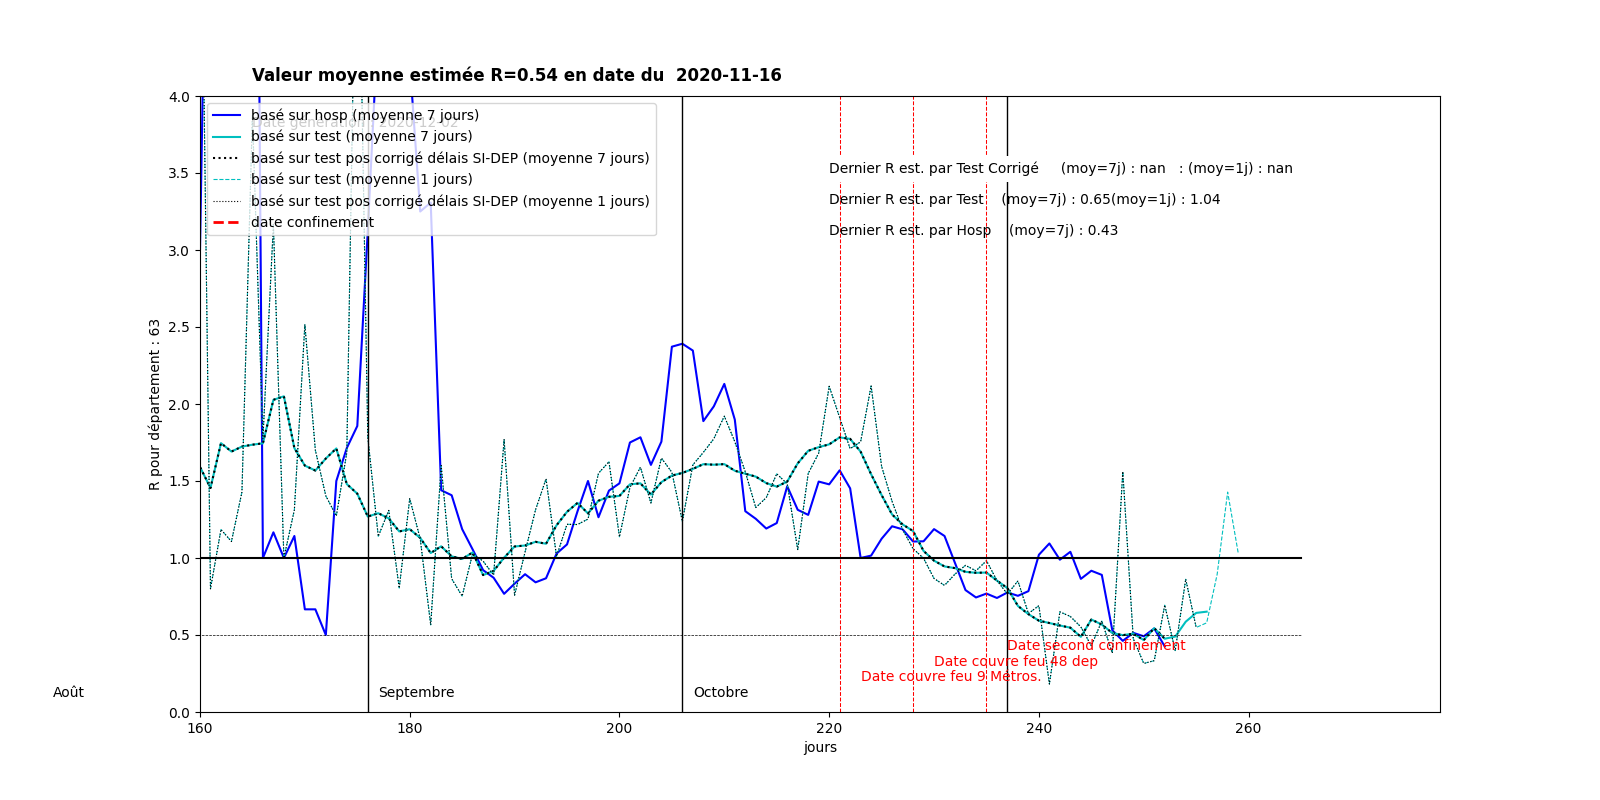 Valeur moyenne estimée R=0.54 en date du  2020-11-16
basé sur hosp (moyenne 7 jours)
basé sur test (moyenne 7 jours)
basé sur test pos corrigé délais SI-DEP (moyenne 7 jours)
basé sur test (moyenne 1 jours)
basé sur test pos corrigé délais SI-DEP (moyenne 1 jours)
date confinement
Dernier R est. par Test Corrigé     (moy=7j) : nan   : (moy=1j) : nan
Dernier R est. par Test    (moy=7j) : 0.65(moy=1j) : 1.04
Dernier R est. par Hosp    (moy=7j) : 0.43
R pour département : 63
4.0
3.5
3.0
2.5
2.0
1.5
1.0
0.5
0.0
Date second confinement
Date couvre feu 48 dep
Date couvre feu 9 Métros.
Août
Septembre
Octobre
160 180 200 220 240 260
jours